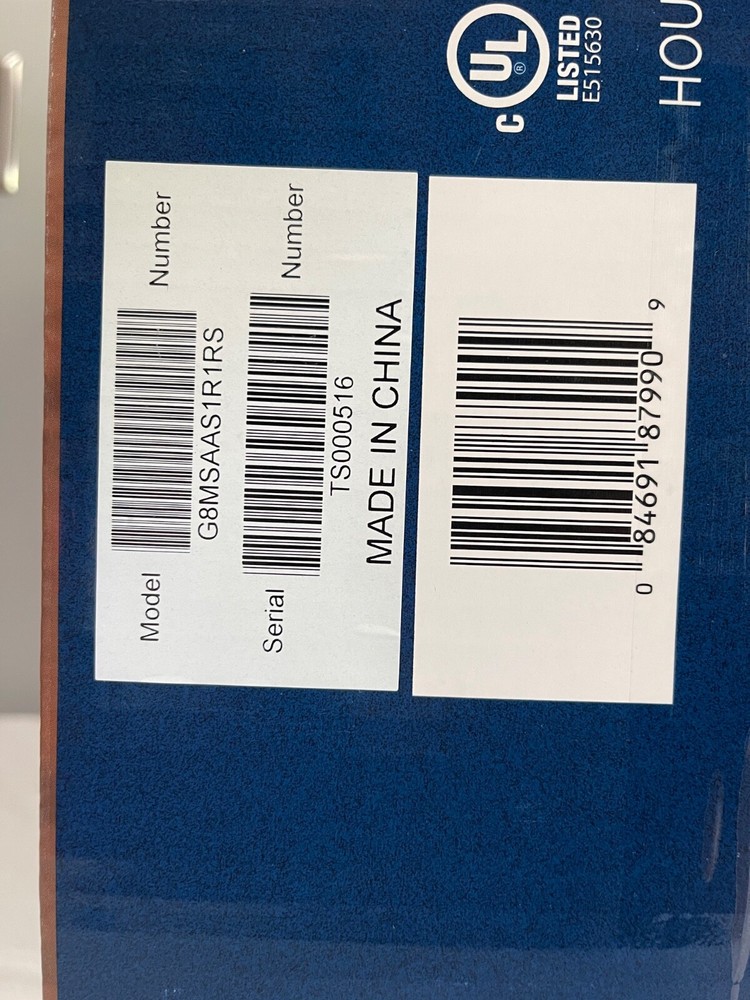 Model Number
G8MSAAS1R1RS
Serial Number
TS000516
MADE IN CHINA
0 84691 87990 9
C UL ®
LISTED
E515630
HOU